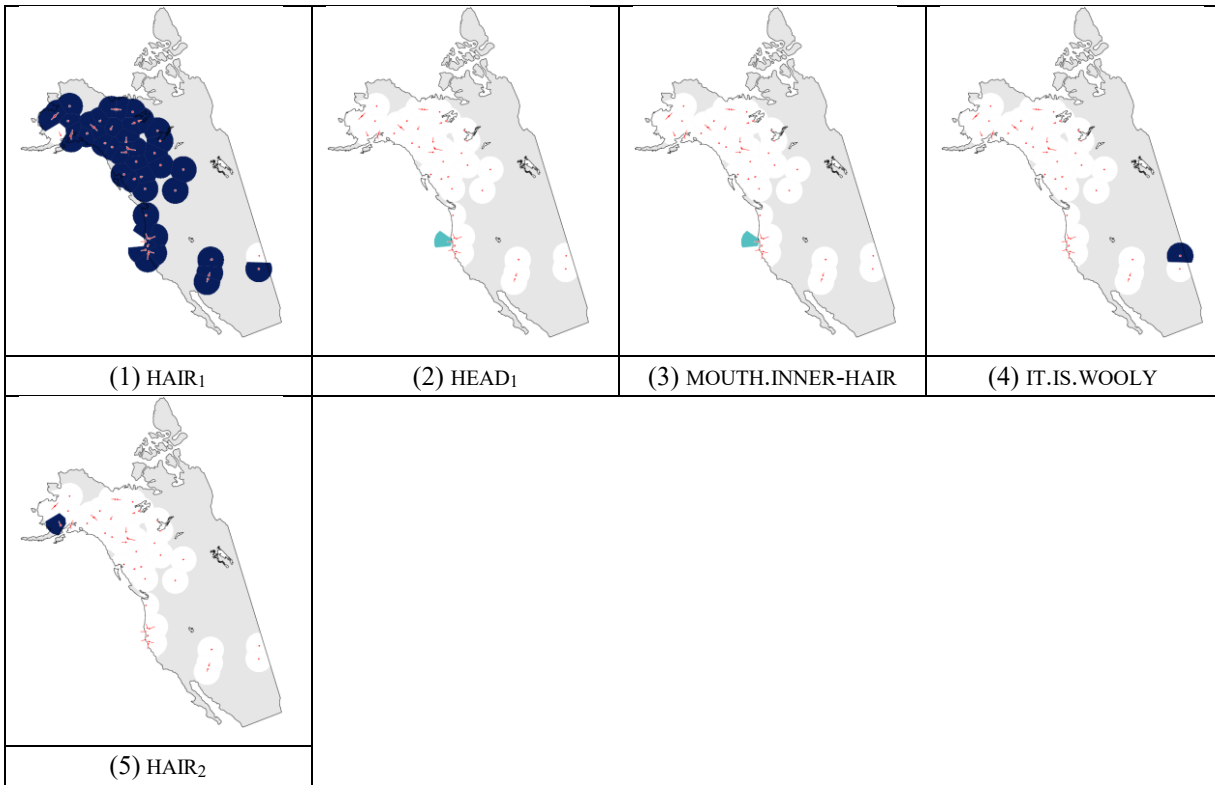 (1) HAIR₁
(2) HEAD₁
(3) MOUTH.INNER-HAIR
(4) IT.IS.WOOLY
(5) HAIR₂